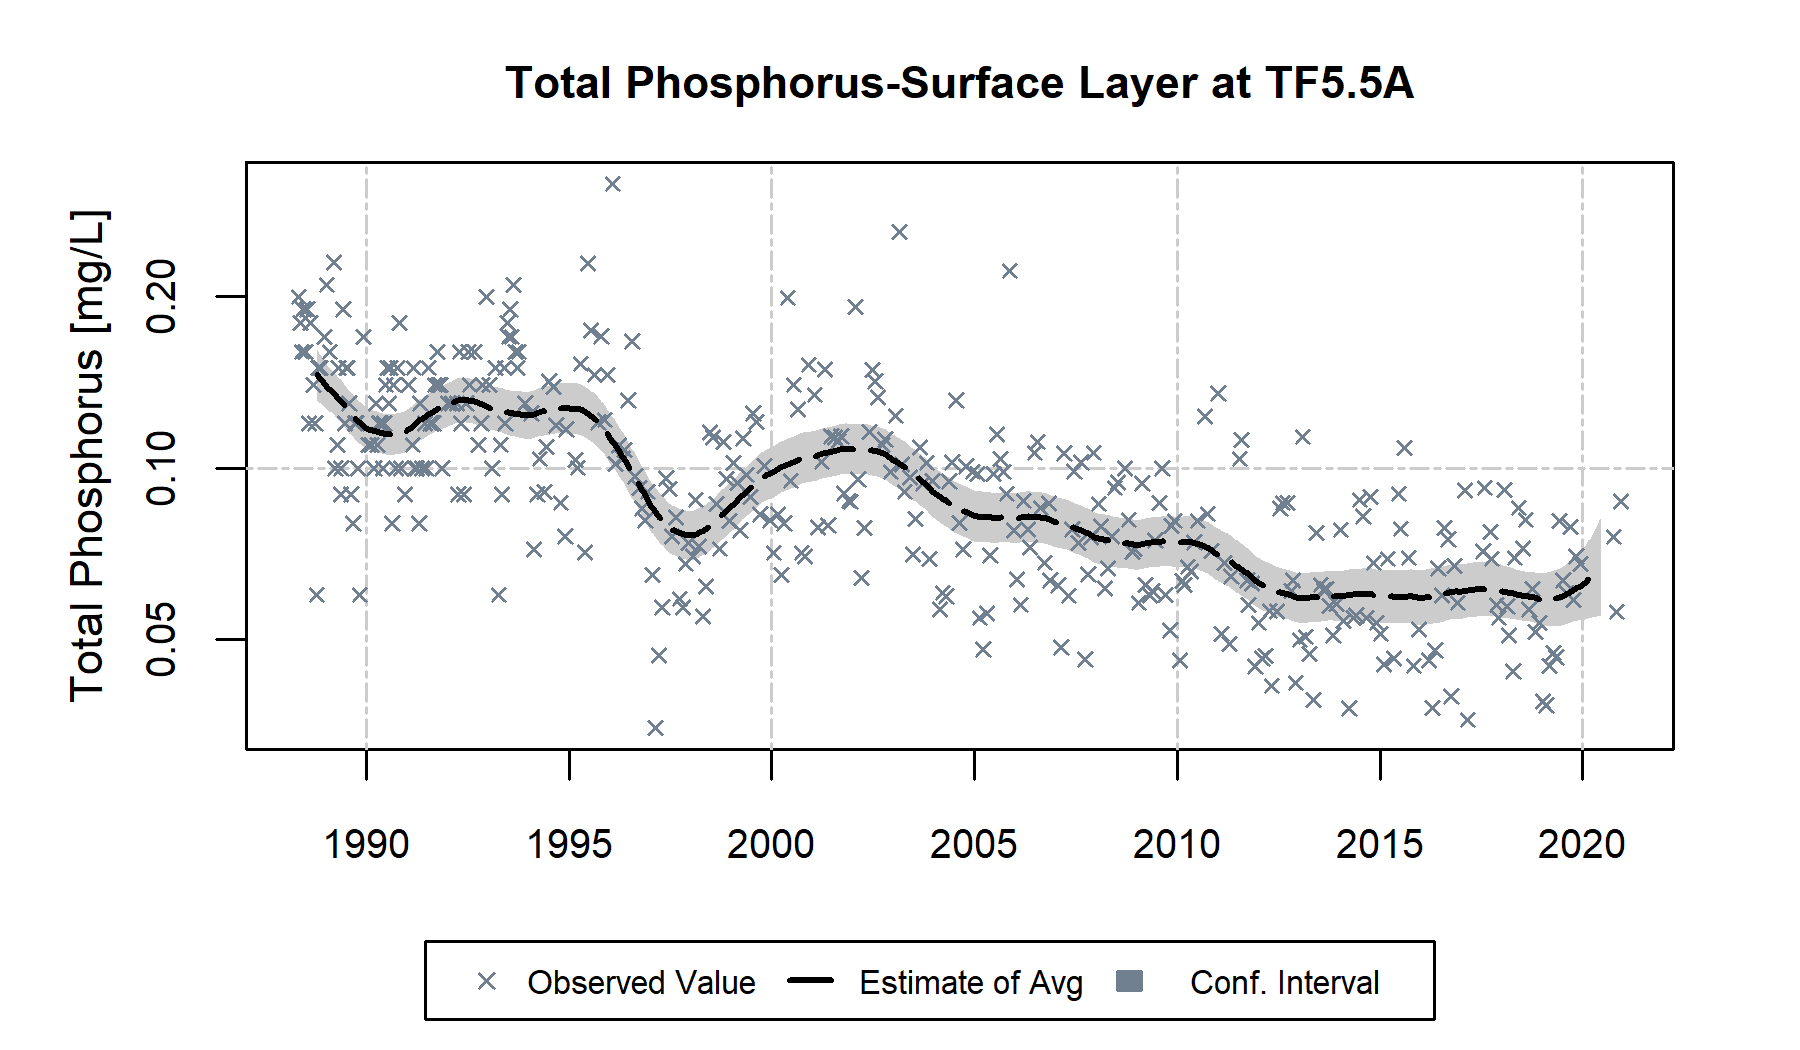 Total Phosphorus-Surface Layer at TF5.5A
Total Phosphorus [mg/L]
0.20
0.10
0.05
1990 1995 2000 2005 2010 2015 2020
Observed Value Estimate of Avg Conf. Interval